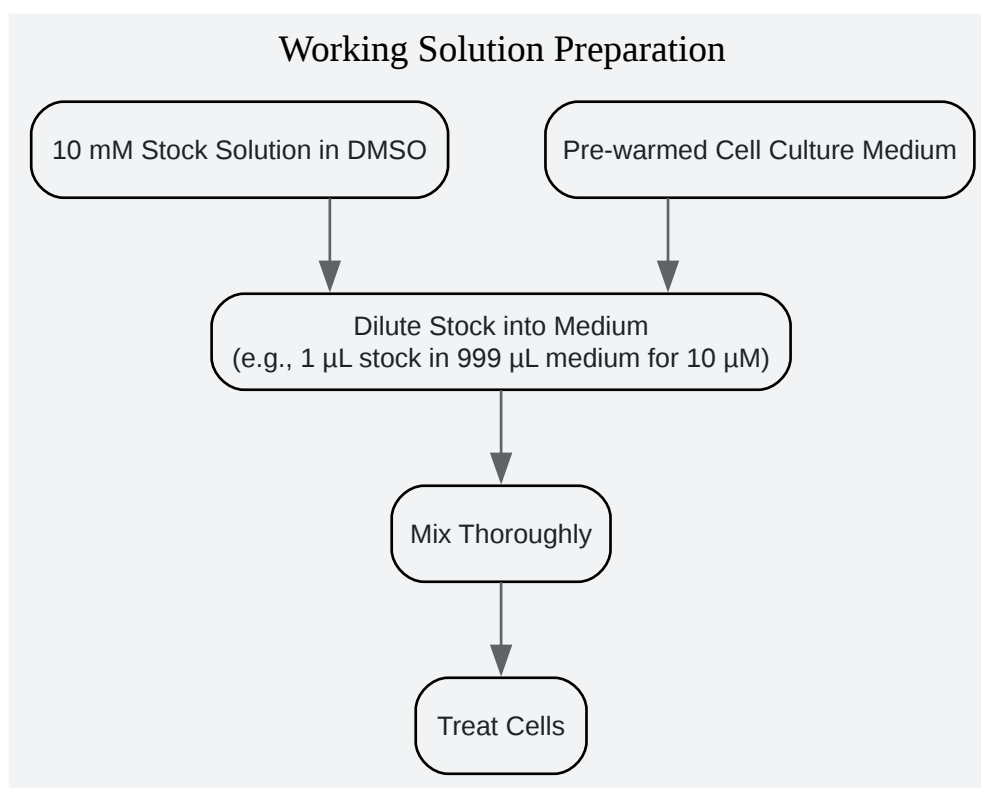 Working Solution Preparation
10 mM Stock Solution in DMSO
Pre-warmed Cell Culture Medium
Dilute Stock into Medium
(e.g., 1 µL stock in 999 µL medium for 10 µM)
Mix Thoroughly
Treat Cells